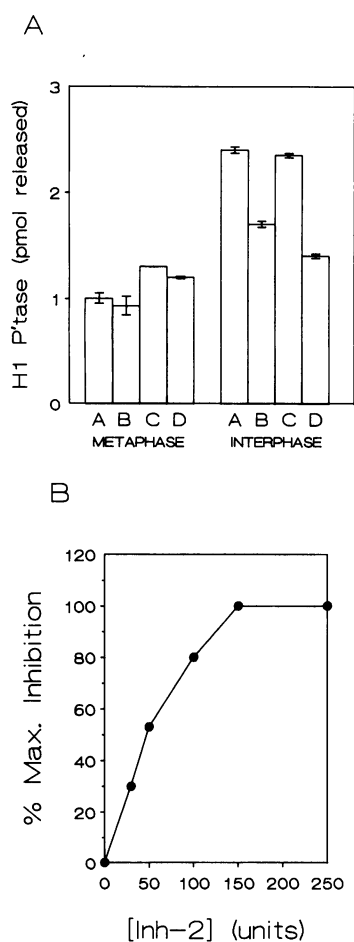 A
H1 P'tase (pmol released)
3
2
1
0
A B C D A B C D
METAPHASE INTERPHASE
B
% Max. Inhibition
120
100
80
60
40
20
0
0 50 100 150 200 250
[Inh-2] (units)